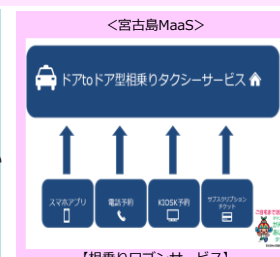 ＜宮古島MaaS＞
ドアtoドア型相乗りタクシーサービス
スマホアプリ
電話予約
KIOSK予約
サブスクリプション
チケット
【相乗りワゴンサービス】